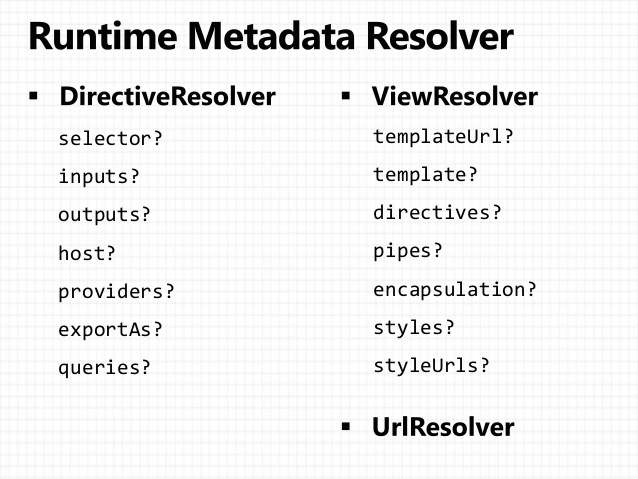 Runtime Metadata Resolver
▪ DirectiveResolver
selector?
inputs?
outputs?
host?
providers?
exportAs?
queries?
▪ ViewResolver
templateUrl?
template?
directives?
pipes?
encapsulation?
styles?
styleUrls?
▪ UrlResolver